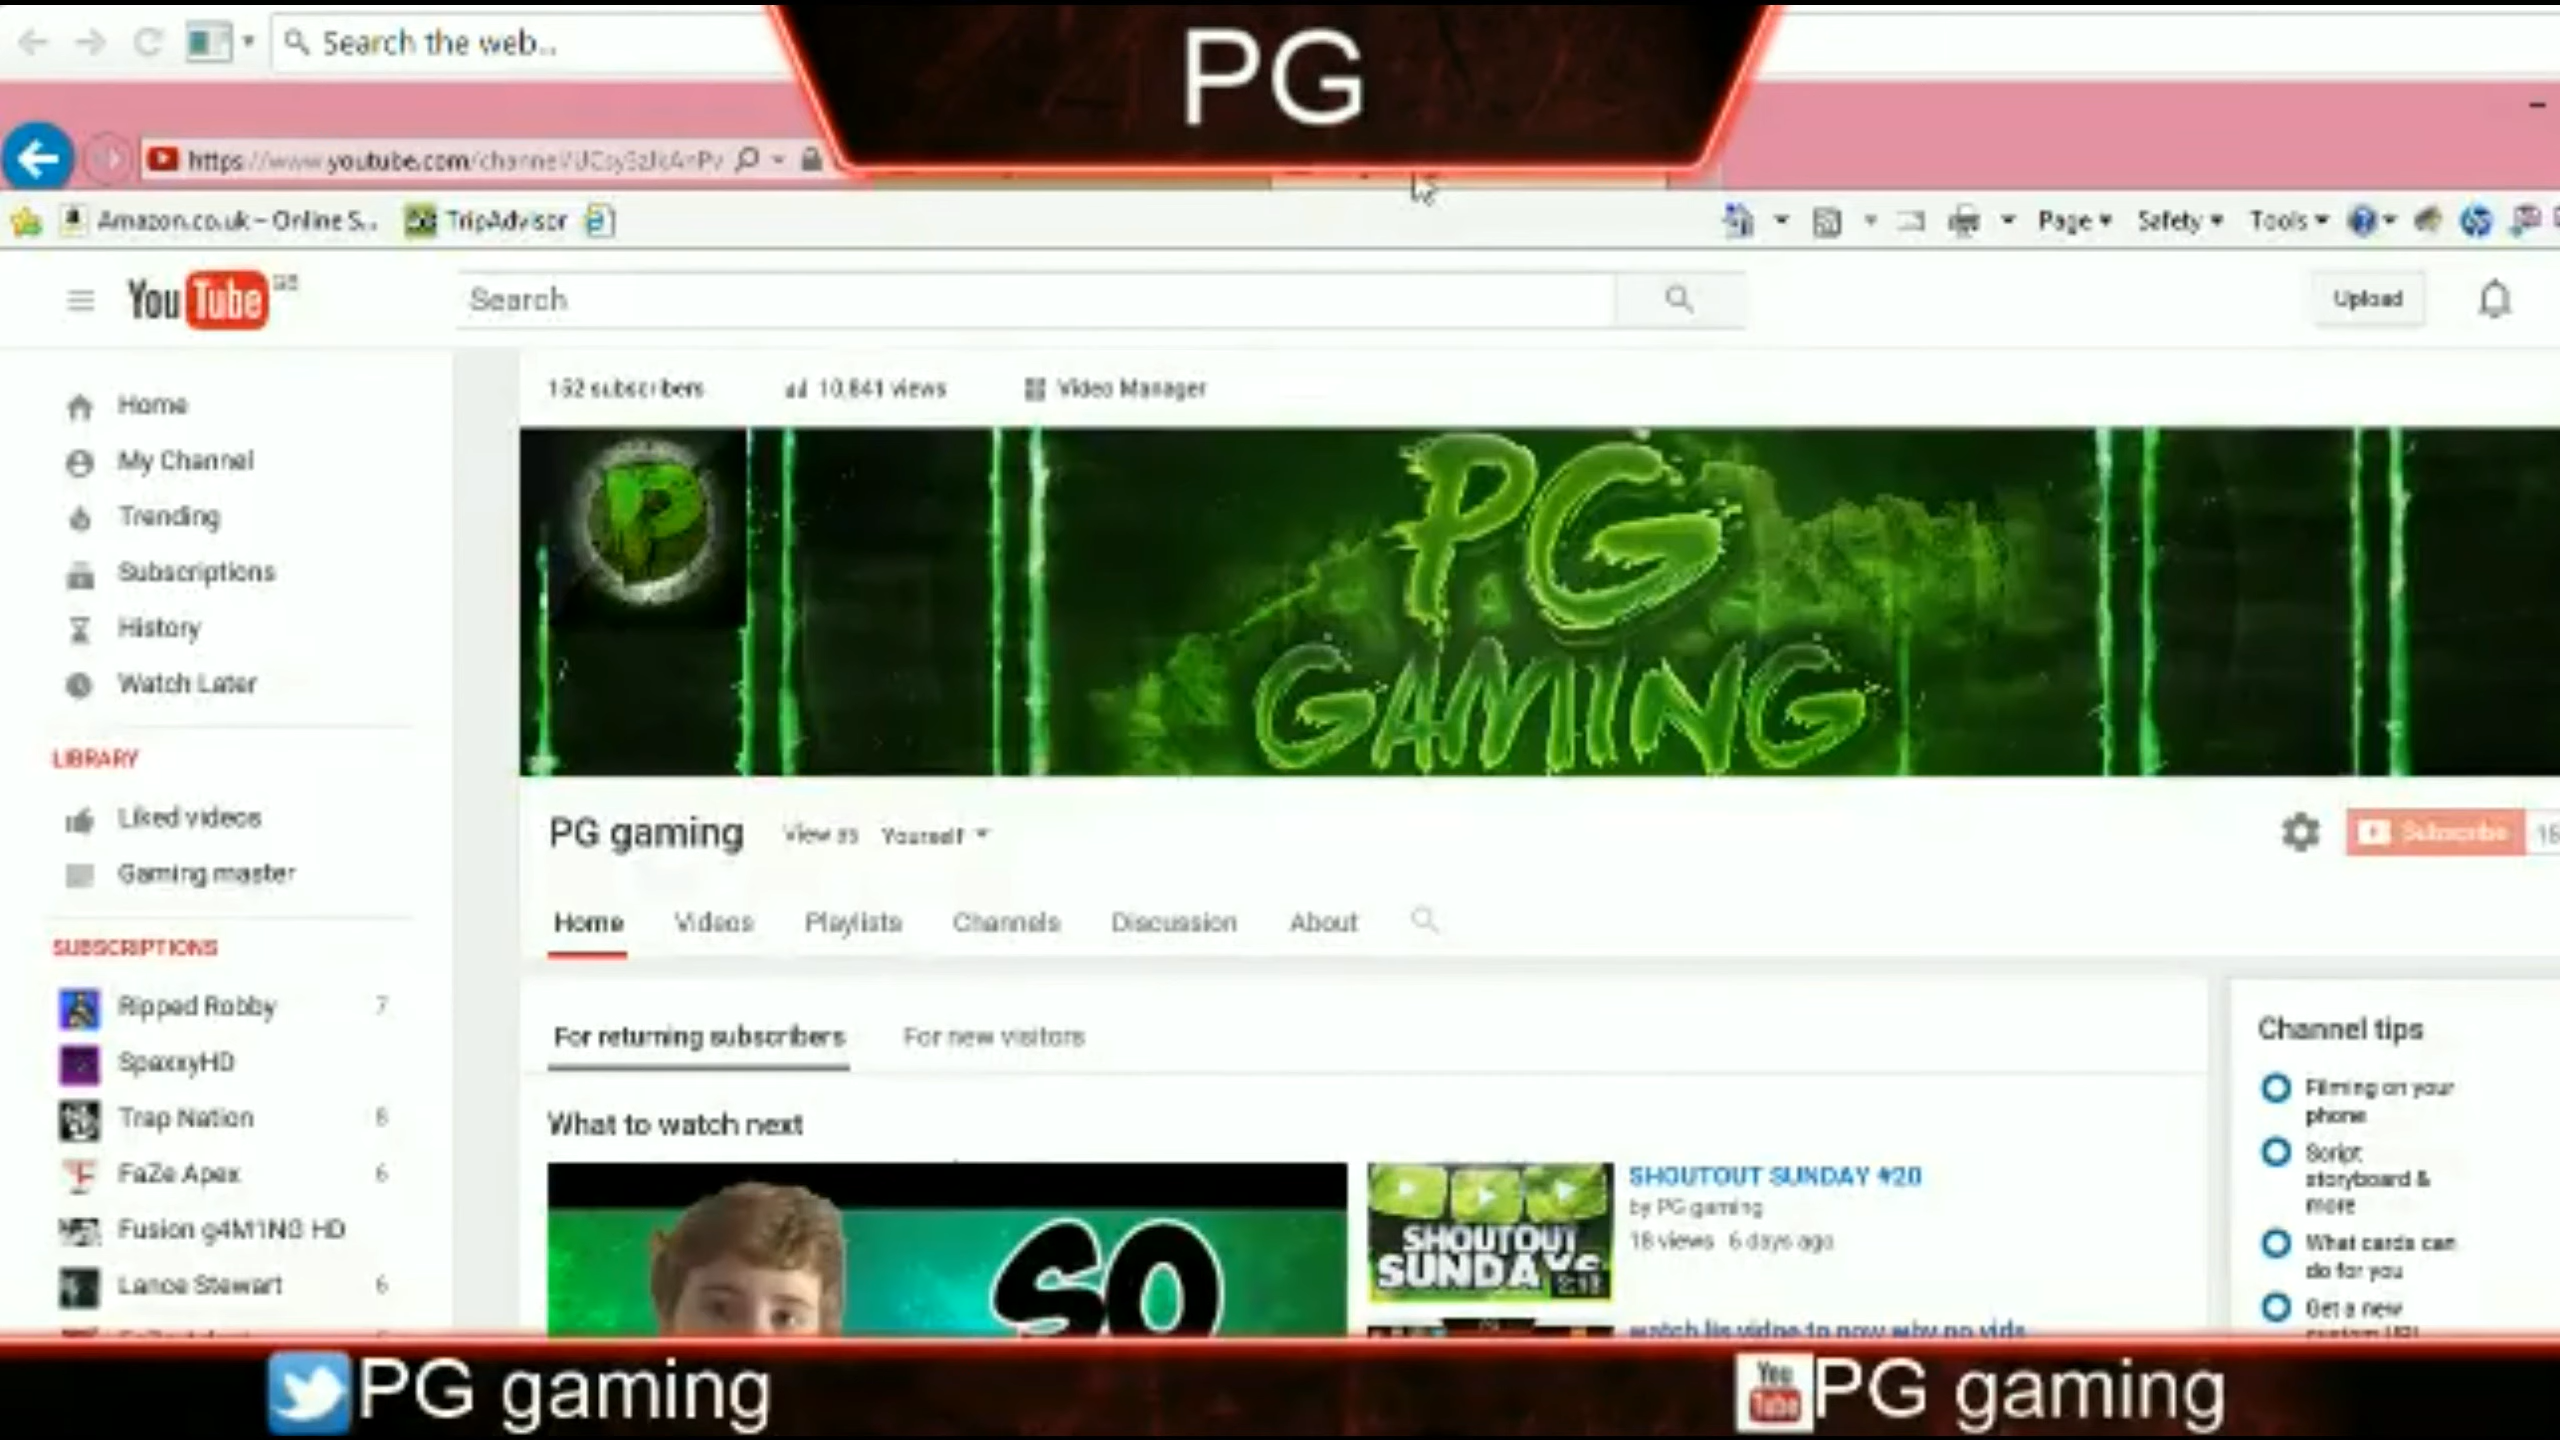 PG
Search the web...
https://www.youtube.com/channel/
Amazon.co.uk – Online S...
TripAdvisor
Page
Safety
Tools
YouTube GB
Search
Upload
subscribers
10,841 views
Video Manager
Home
My Channel
Trending
Subscriptions
History
Watch Later
LIBRARY
Liked videos
Gaming master
SUBSCRIPTIONS
Ripped Robby 7
SpaxxyHD
Trap Nation
FaZe Apex 6
Fusion g4M1NG HD
Lance Stewart 6
P
PG
GAMING
PG gaming
View as Yourself
Subscribe
Home Videos Playlists Channels Discussion About
For returning subscribers For new visitors
What to watch next
SO
SHOUTOUT
SUNDAYS
SHOUTOUT SUNDAY #20
by PG gaming
18 views 6 days ago
Channel tips
Filming on your
phone
Script
storyboard &
more
What cards can
do for you
Get a new
PG gaming
You
Tube
PG gaming